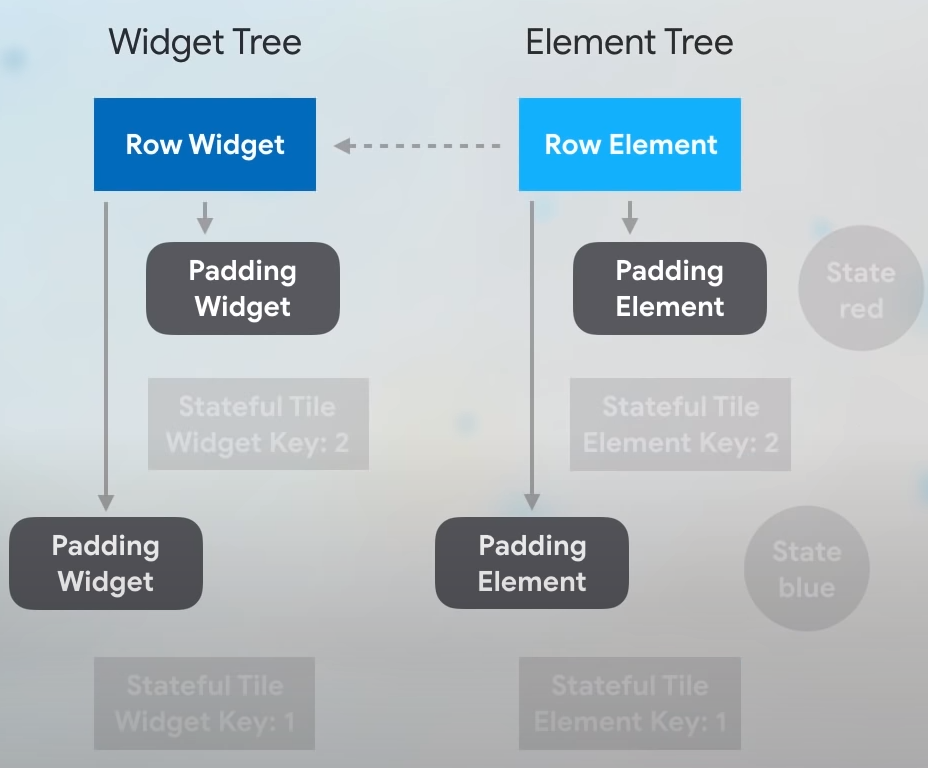 Widget Tree
Element Tree
Row Widget
Row Element
Padding
Widget
Padding
Element
State
red
Stateful Tile
Widget Key: 2
Stateful Tile
Element Key: 2
Padding
Widget
Padding
Element
State
blue
Stateful Tile
Widget Key: 1
Stateful Tile
Element Key: 1